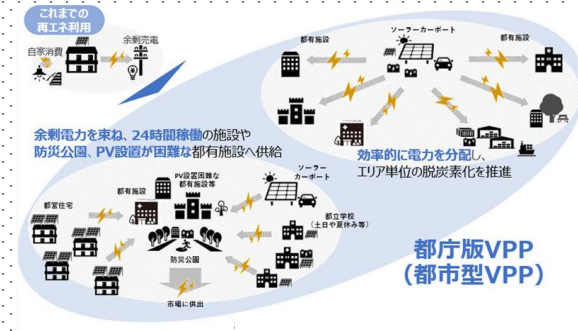 これまでの
再エネ利用
自家消費
余剰売電
余剰電力を束ね、24時間稼働の施設や
防災公園、PV設置が困難な都有施設へ供給
ソーラーカーポート
都有施設
都有施設
効率的に電力を分配し、
エリア単位の脱炭素化を推進
PV設置困難な
都有施設等
都有施設
都営住宅
ソーラー
カーポート
都立学校
(土日や夏休み等)
防災公園
市場に供出
都庁版VPP
(都市型VPP)